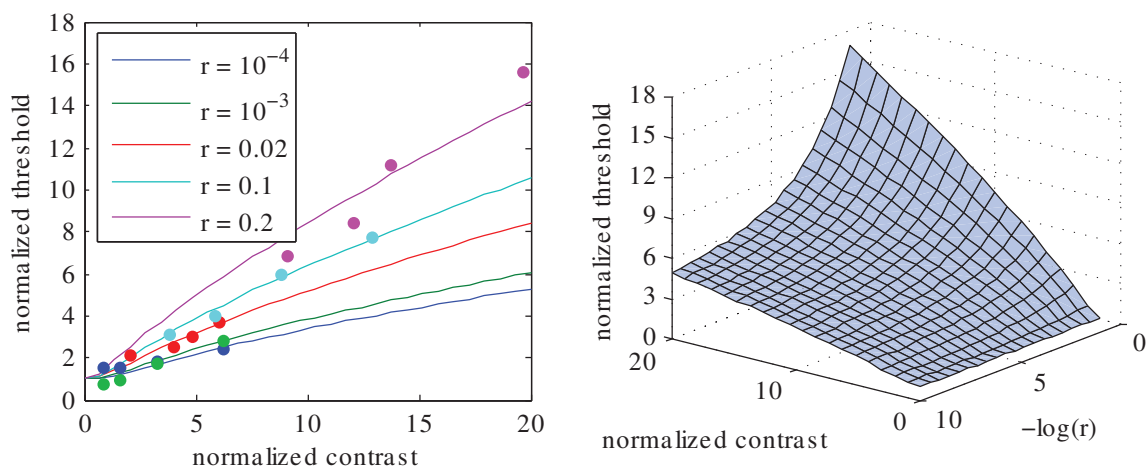 18
16
14
12
10
8
6
4
2
0
normalized threshold
r = 10⁻⁴
r = 10⁻³
r = 0.02
r = 0.1
r = 0.2
0 5 10 15 20
normalized contrast
18
15
12
9
6
3
0
normalized threshold
20 10 0
normalized contrast
10 5 0
−log(r)